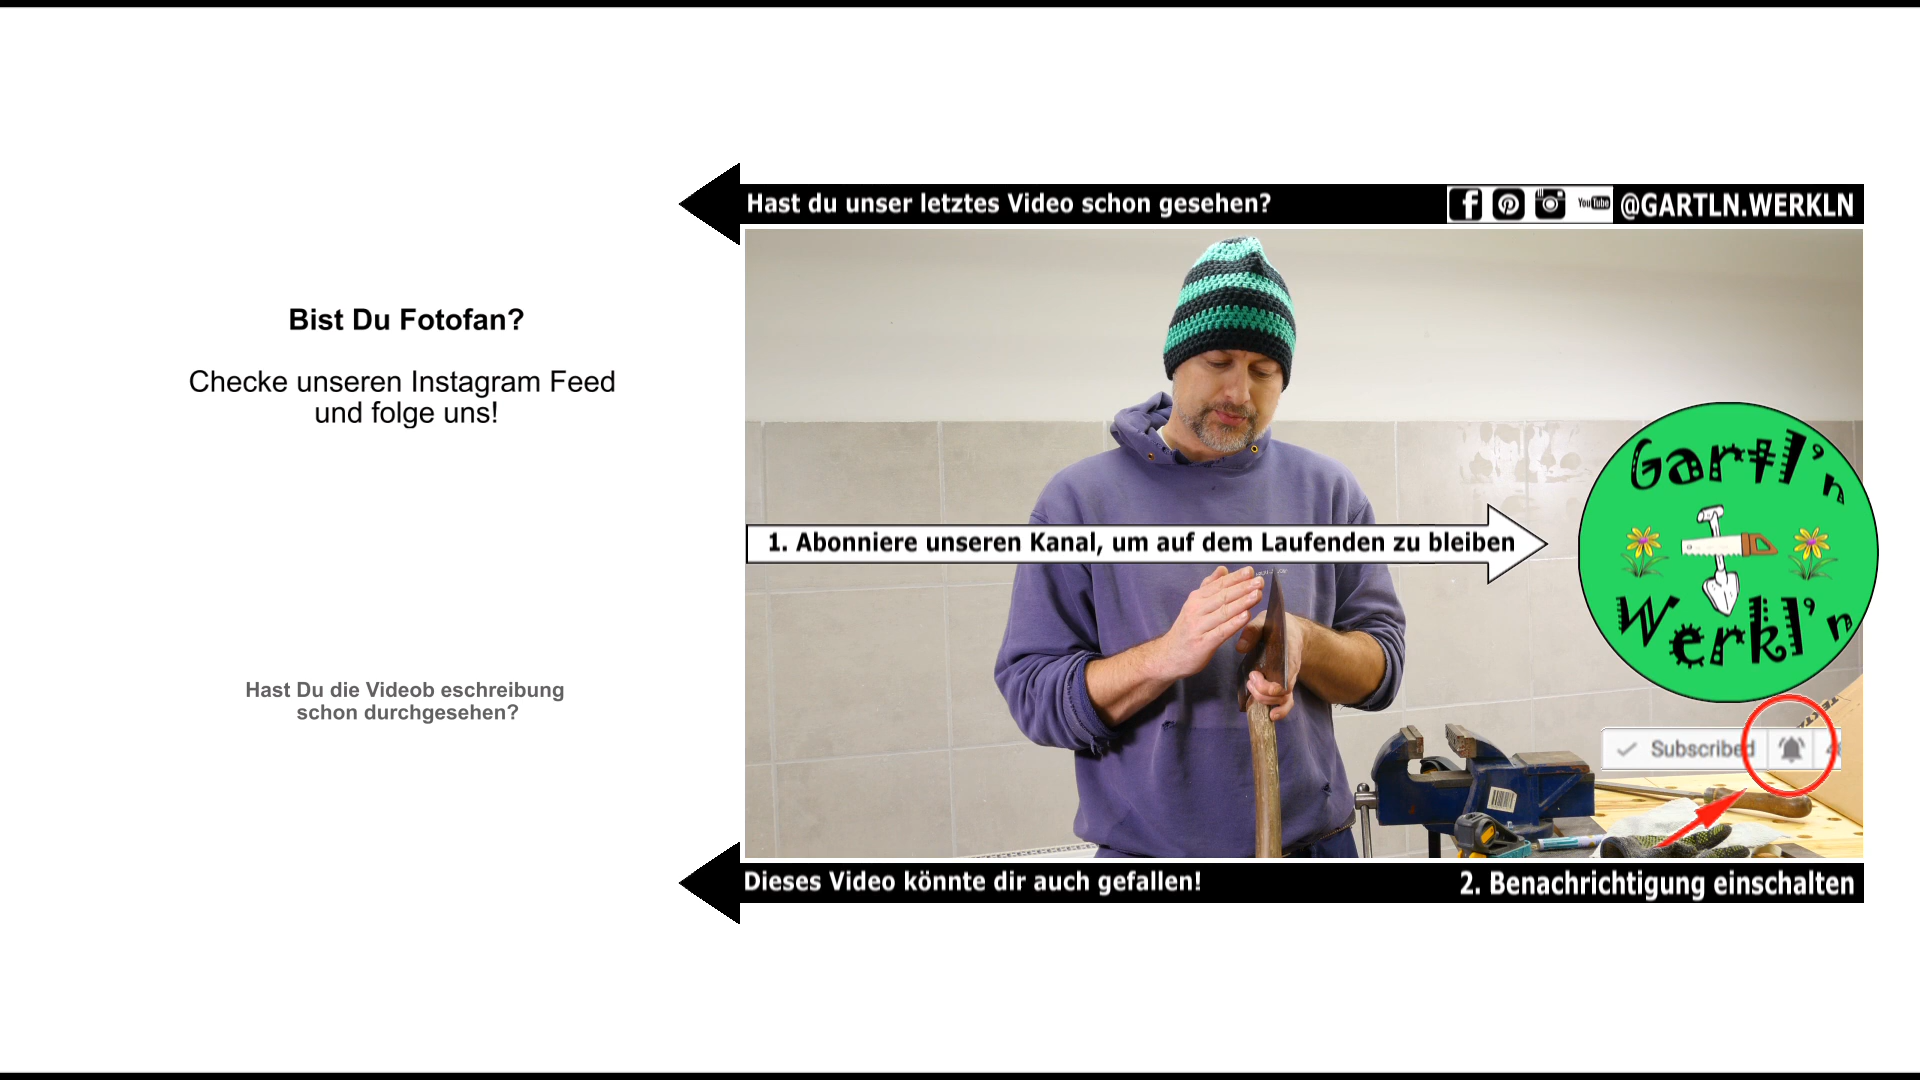 Hast du unser letztes Video schon gesehen?
You Tube
@GARTLN.WERKLN
Bist Du Fotofan?
Checke unseren Instagram Feed
und folge uns!
Gartl'n
1. Abonniere unseren Kanal, um auf dem Laufenden zu bleiben
Werkl'n
Hast Du die Videob eschreibung
schon durchgesehen?
Subscribed
Dieses Video könnte dir auch gefallen!
2. Benachrichtigung einschalten